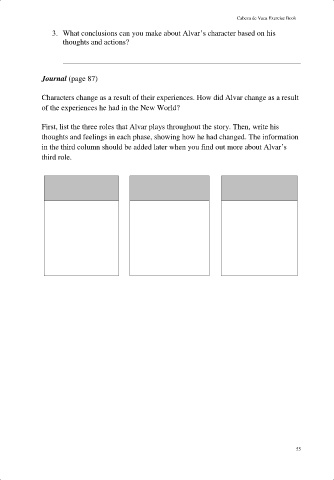 Cabeza de Vaca Exercise Book
3. What conclusions can you make about Alvar's character based on his
thoughts and actions?
Journal (page 87)
Characters change as a result of their experiences. How did Alvar change as a result
of the experiences he had in the New World?
First, list the three roles that Alvar plays throughout the story. Then, write his
thoughts and feelings in each phase, showing how he had changed. The information
in the third column should be added later when you find out more about Alvar's
third role.
55